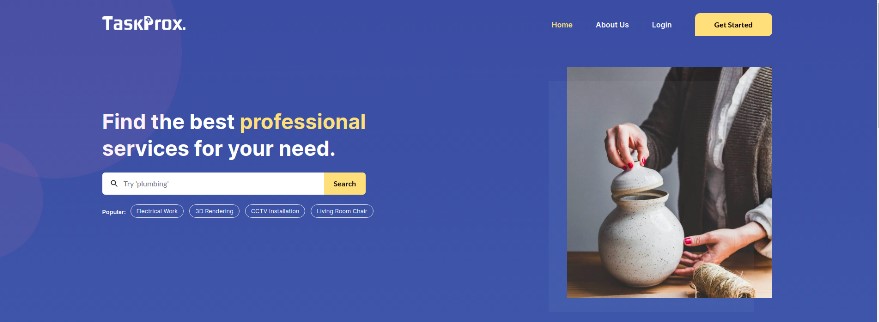 TaskProx.
Home About Us Login Get Started
Find the best professional
services for your need.
Try 'plumbing' Search
Popular: Electrical Work 3D Rendering CCTV Installation Living Room Chair